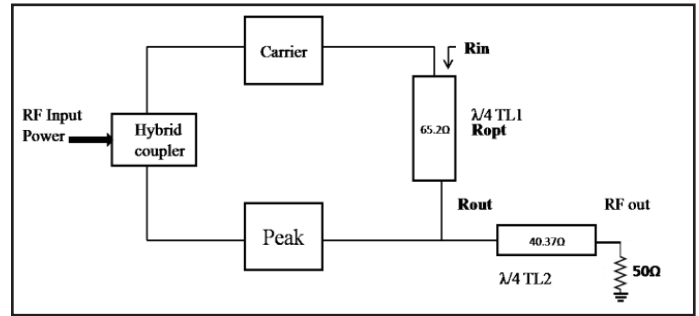 Carrier
Rin
RF Input
Power
Hybrid
coupler
65.2Ω
λ/4 TL1
Ropt
Rout
RF out
Peak
40.37Ω
50Ω
λ/4 TL2